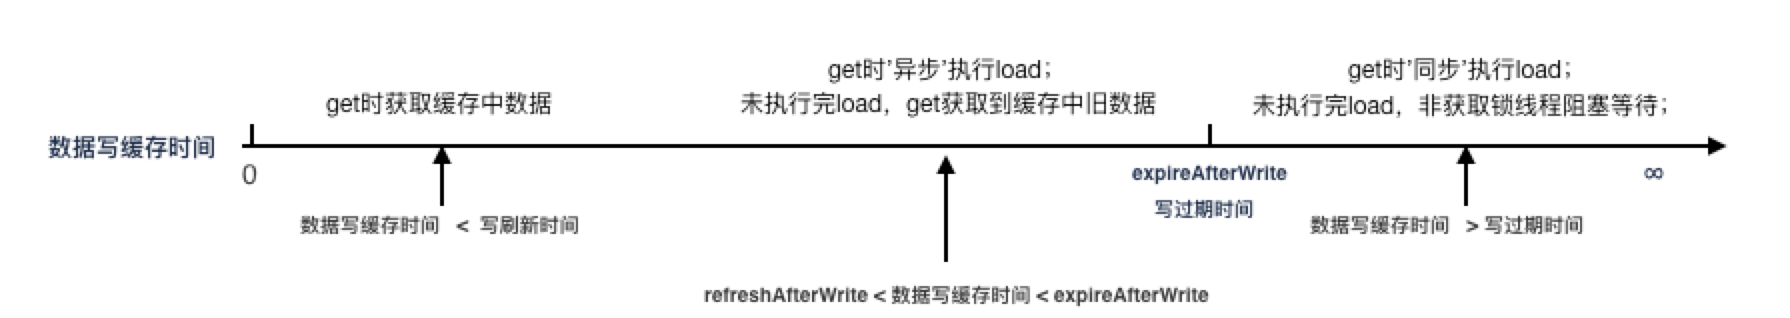 get时’异步’执行load；
get时’同步’执行load；
get时获取缓存中数据
未执行完load，get获取到缓存中旧数据
未执行完load，非获取锁线程阻塞等待；
数据写缓存时间
0
expireAfterWrite
∞
写过期时间
数据写缓存时间 < 写刷新时间
数据写缓存时间 > 写过期时间
refreshAfterWrite < 数据写缓存时间 < expireAfterWrite